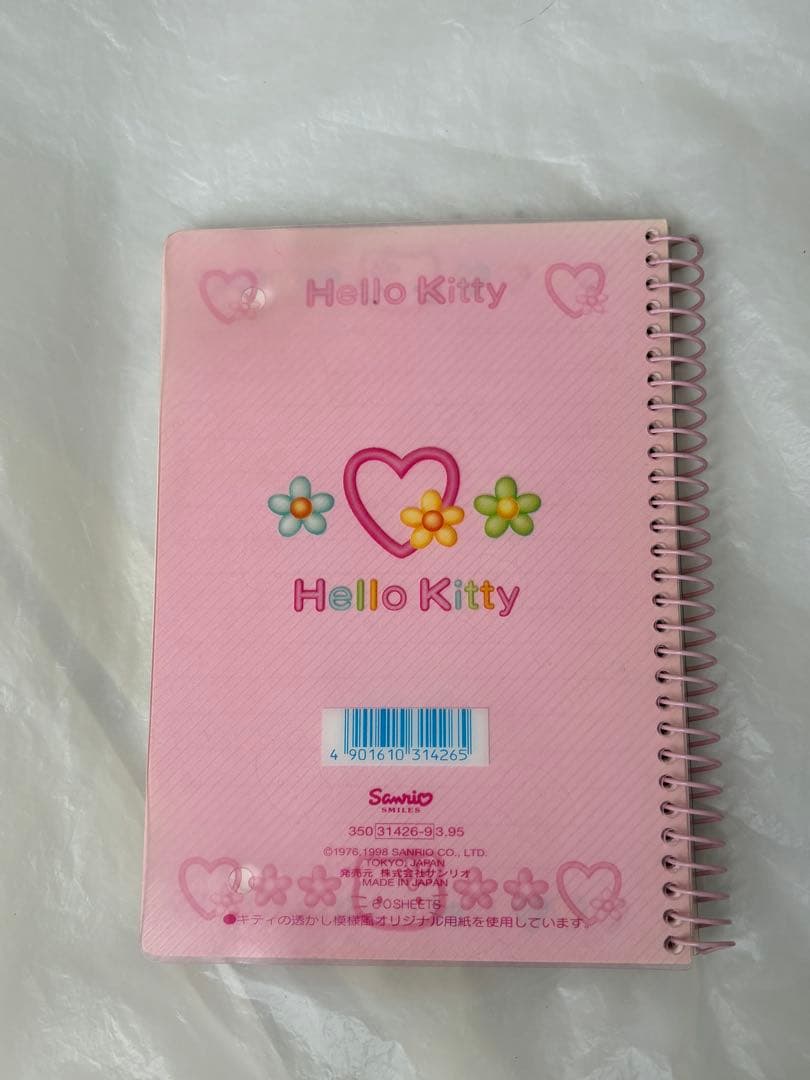 Hello Kitty
Hello Kitty
4 901610 314265
Sanrio
SMILES
350 31426-9 3.95
©1976,1998 SANRIO CO., LTD.
TOKYO, JAPAN
発売元 株式会社サンリオ
MADE IN JAPAN
60SHEETS
●キティの透かし模様風オリジナル用紙を使用しています。